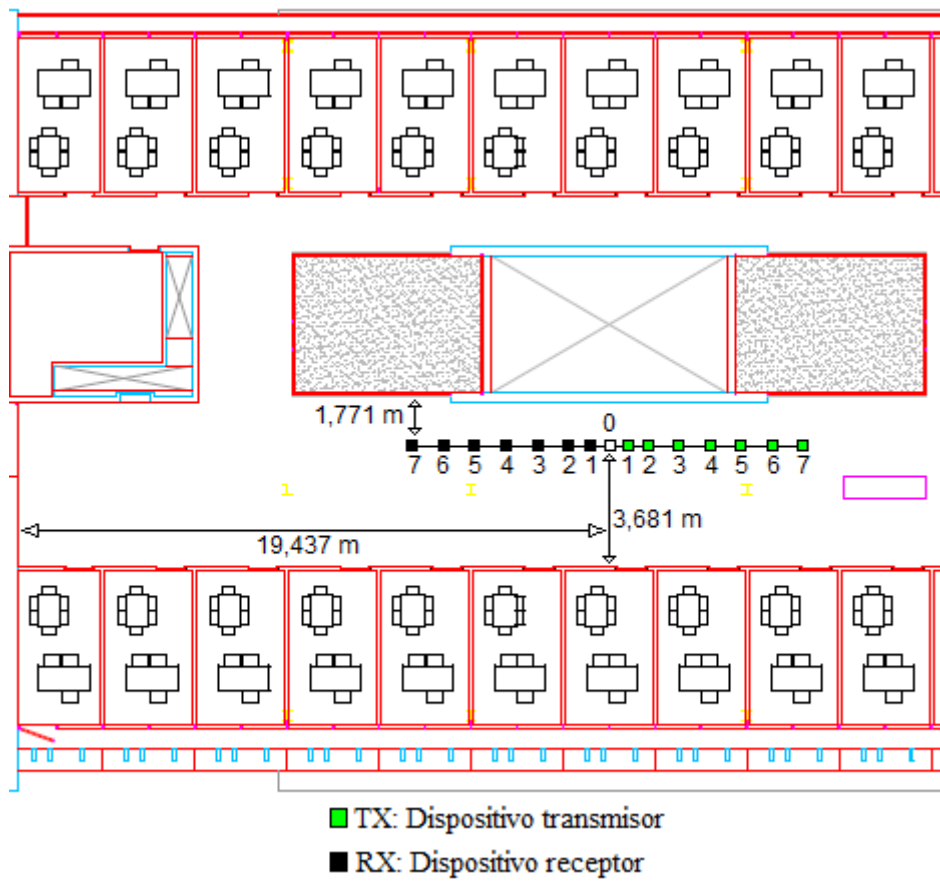 0
1,771 m
7 6 5 4 3 2 1 1 2 3 4 5 6 7
3,681 m
19,437 m
TX: Dispositivo transmisor
RX: Dispositivo receptor